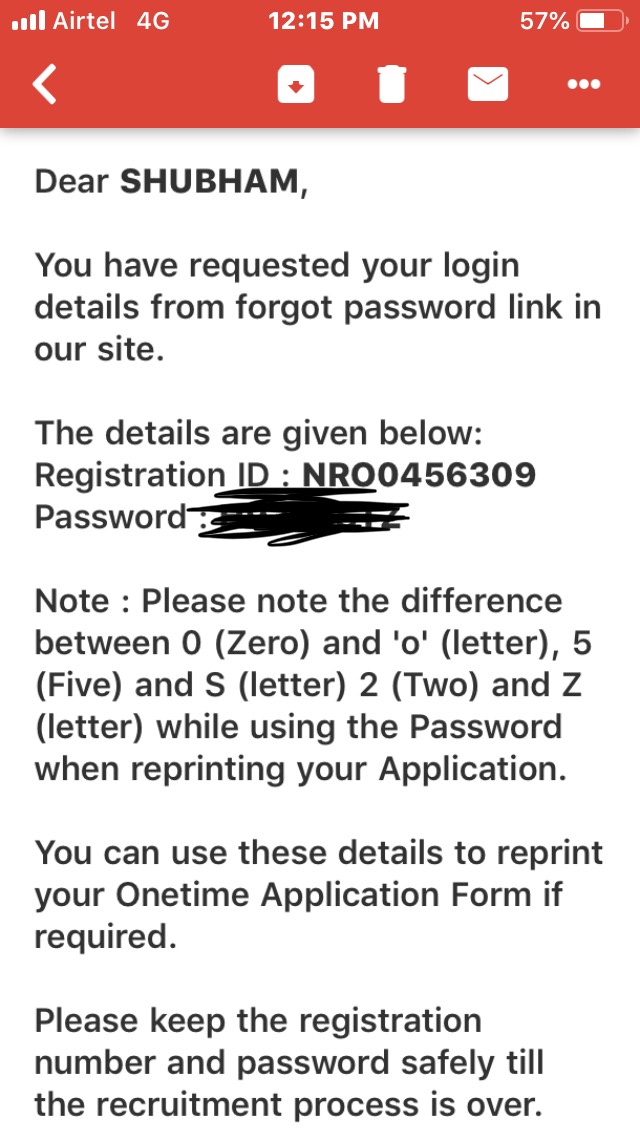 Airtel 4G 12:15 PM 57%
Dear SHUBHAM,
You have requested your login
details from forgot password link in
our site.
The details are given below:
Registration ID : NRO0456309
Password :
Note : Please note the difference
between 0 (Zero) and 'o' (letter), 5
(Five) and S (letter) 2 (Two) and Z
(letter) while using the Password
when reprinting your Application.
You can use these details to reprint
your Onetime Application Form if
required.
Please keep the registration
number and password safely till
the recruitment process is over.